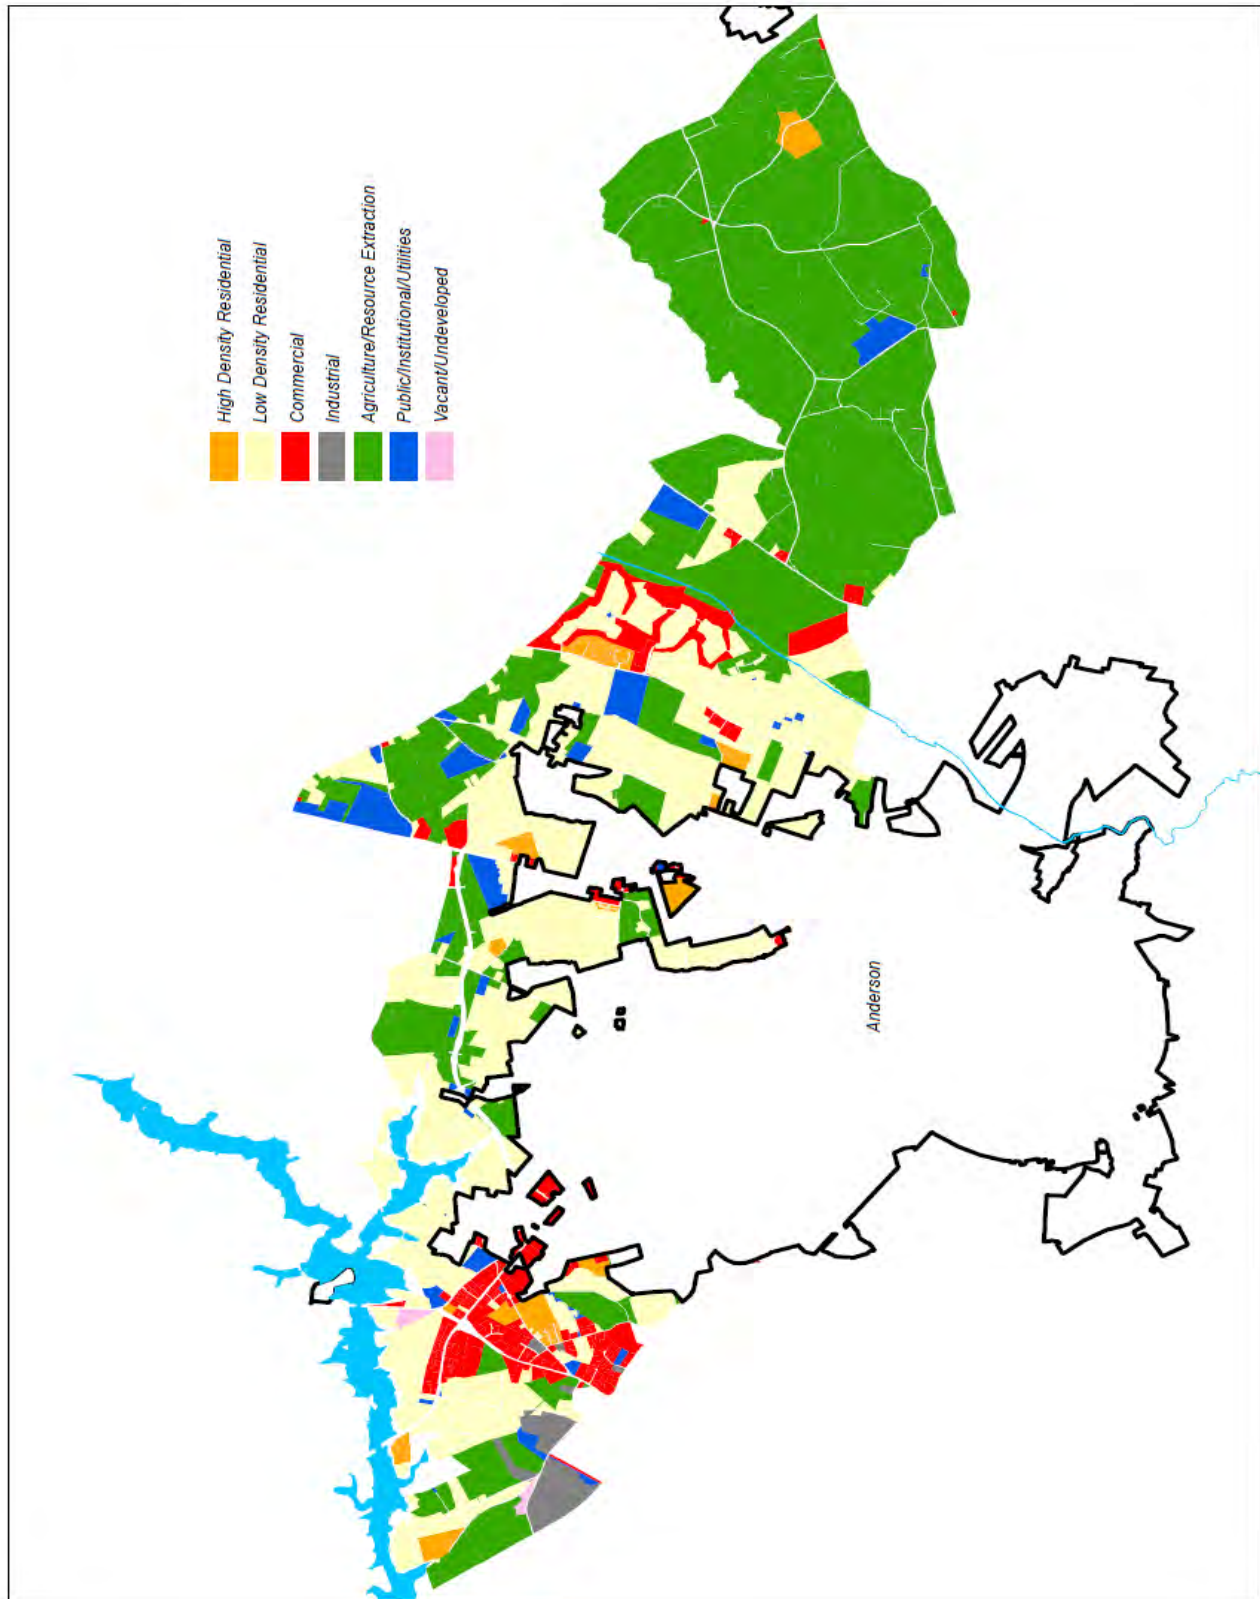 High Density Residential
Low Density Residential
Commercial
Industrial
Agriculture/Resource Extraction
Public/Institutional/Utilities
Vacant/Undeveloped
Anderson